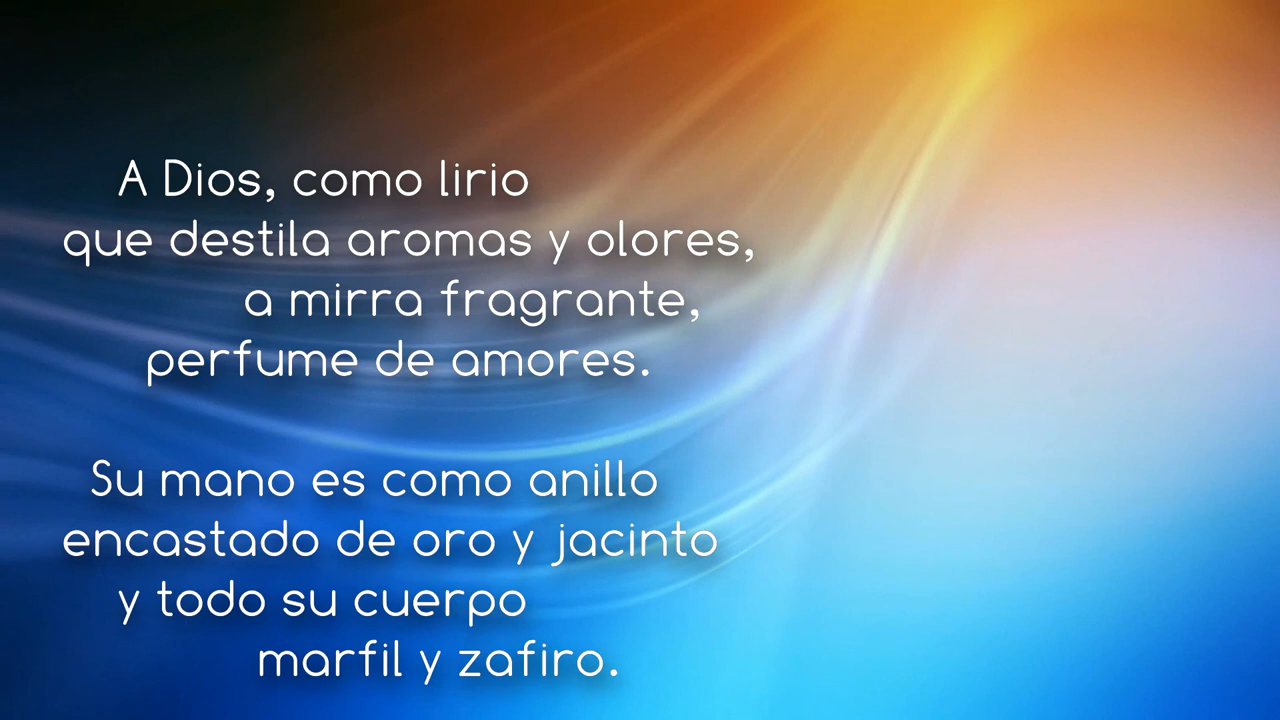 A Dios, como lirio
que destila aromas y olores,
a mirra fragrante,
perfume de amores.
Su mano es como anillo
encastado de oro y jacinto
y todo su cuerpo
marfil y zafiro.